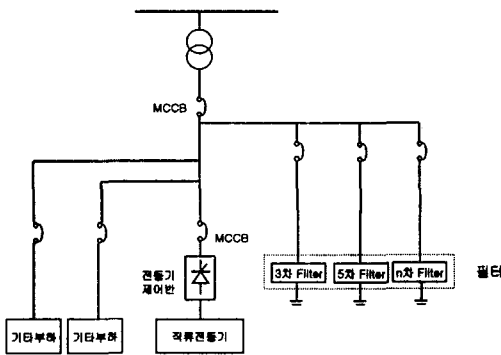 MCCB
MCCB
전동기
제어반
3차 Filter
5차 Filter
n차 Filter
필터
기타부하
기타부하
직류전동기